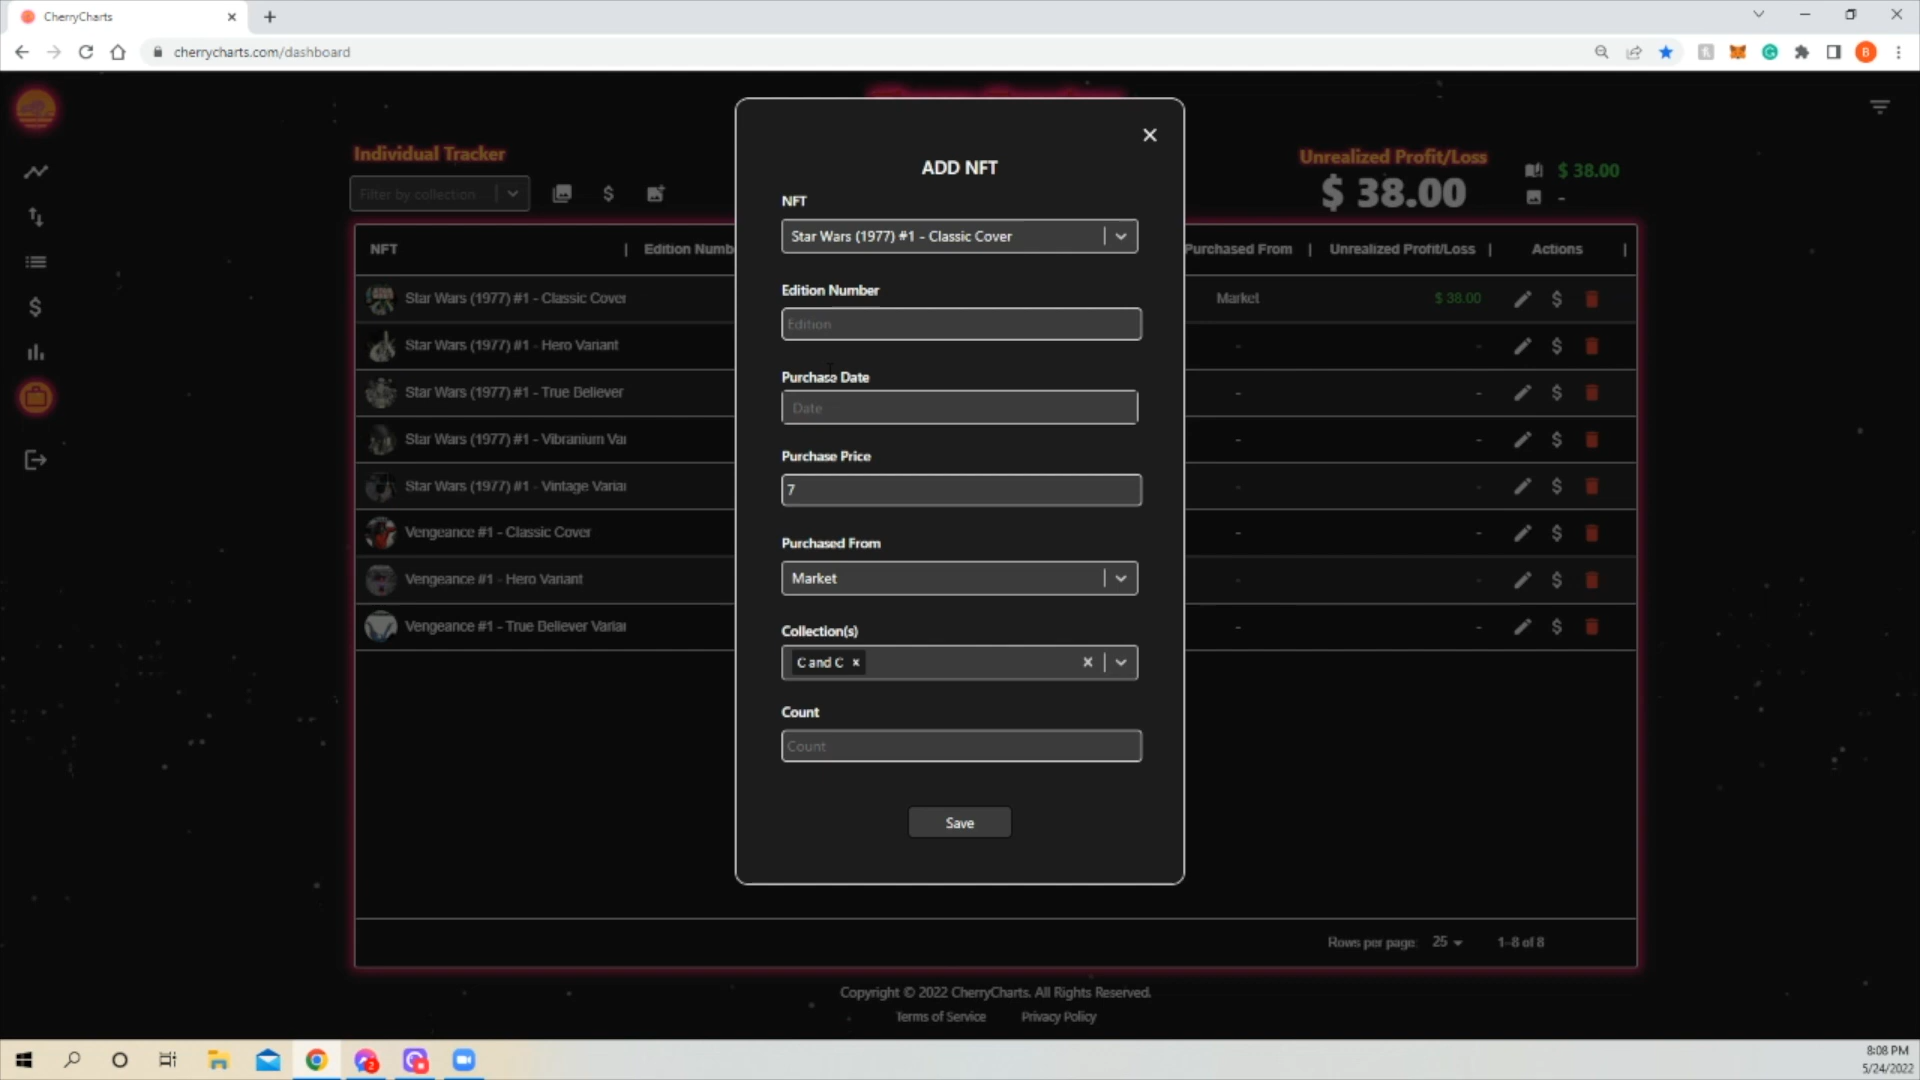 CherryCharts
cherrycharts.com/dashboard
B
Individual Tracker
Filter by collection
$
Unrealized Profit/Loss
$ 38.00
$ 38.00
-
NFT | Edition Numb
Purchased From | Unrealized Profit/Loss | Actions |
Star Wars (1977) #1 - Classic Cover
Market
$ 38.00
Star Wars (1977) #1 - Hero Variant
- -
Star Wars (1977) #1 - True Believer
- -
Star Wars (1977) #1 - Vibranium Var
- -
Star Wars (1977) #1 - Vintage Varia
- -
Vengeance #1 - Classic Cover
- -
Vengeance #1 - Hero Variant
- -
Vengeance #1 - True Believer Varia
- -
ADD NFT
NFT
Star Wars (1977) #1 - Classic Cover
Edition Number
Edition
Purchase Date
Date
Purchase Price
7
Purchased From
Market
Collection(s)
C and C ×
Count
Count
Save
Rows per page: 25 1-8 of 8
Copyright © 2022 CherryCharts. All Rights Reserved.
Terms of Service Privacy Policy
2
8:08 PM
5/24/2022